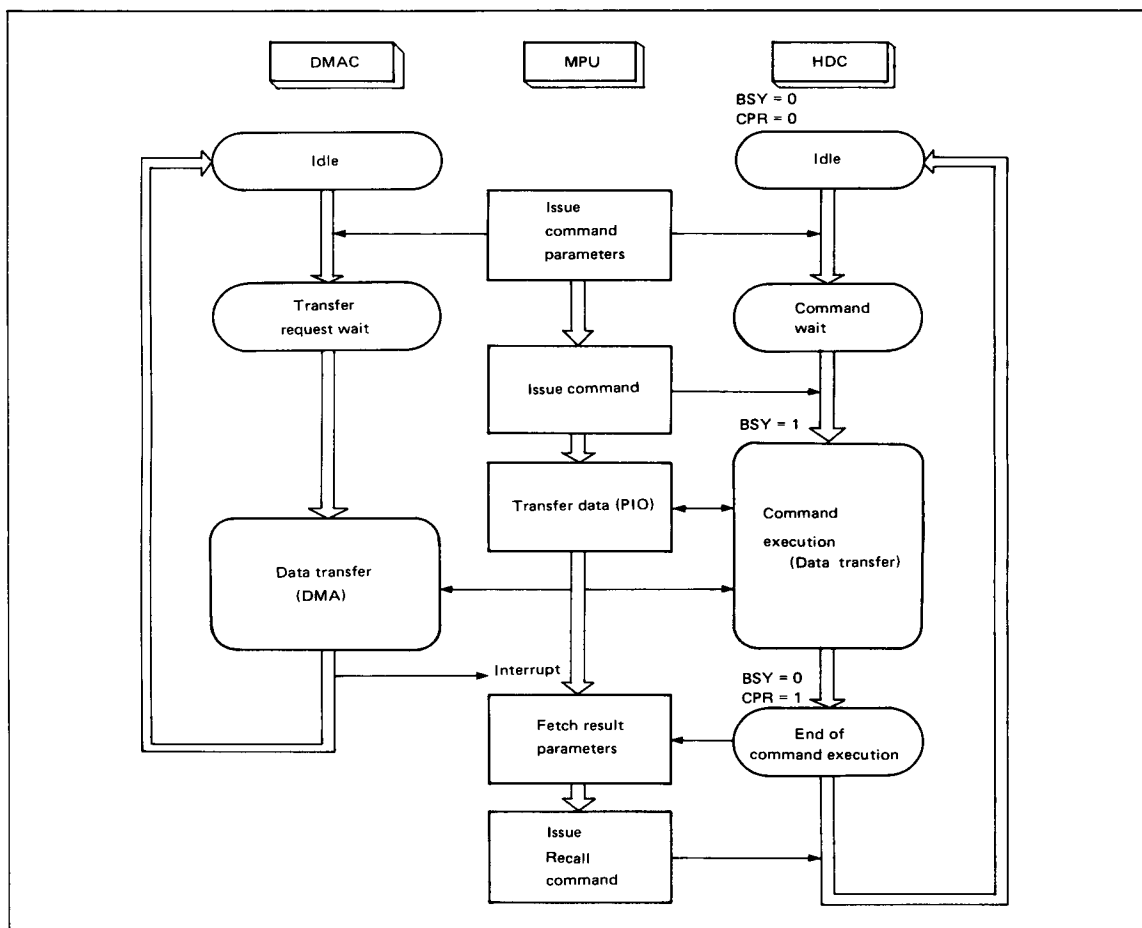 DMAC
MPU
HDC
BSY = 0
CPR = 0
Idle
Idle
Issue
command
parameters
Transfer
request wait
Command
wait
Issue command
BSY = 1
Transfer data (PIO)
Command
execution
(Data transfer)
Data transfer
(DMA)
Interrupt
BSY = 0
CPR = 1
Fetch result
parameters
End of
command execution
Issue
Recall
command